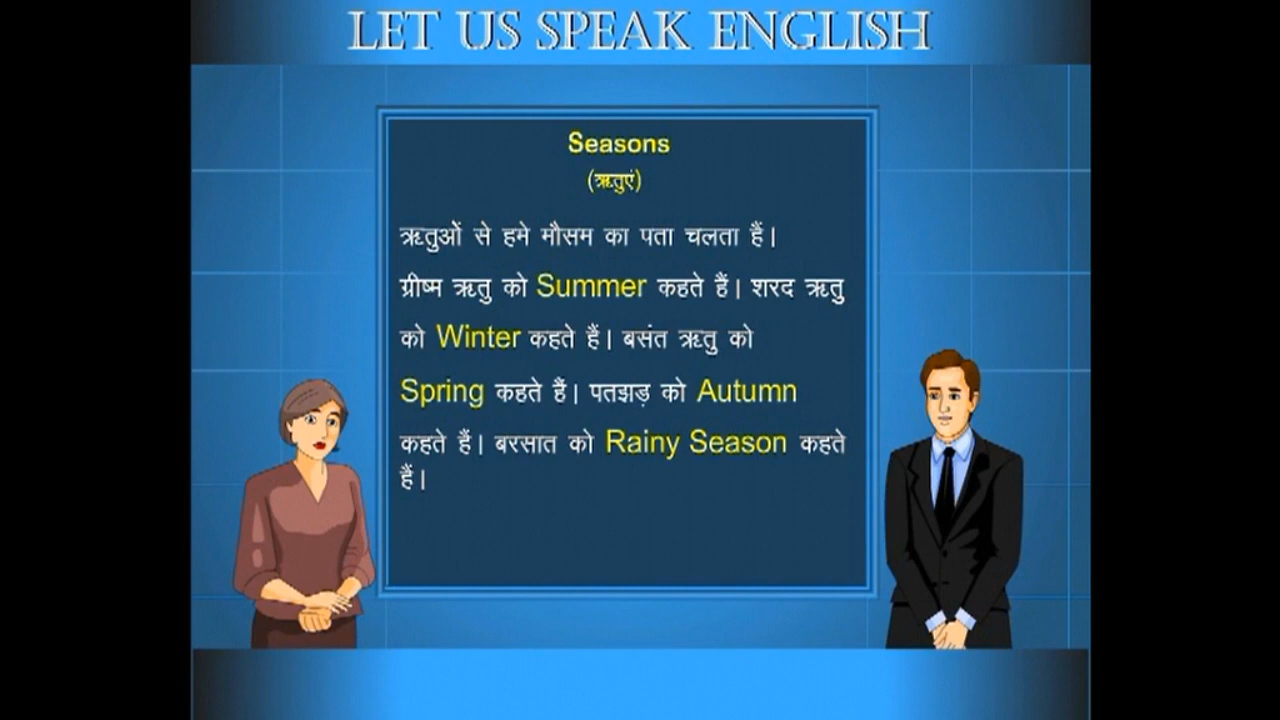 LET US SPEAK ENGLISH
Seasons
(ऋतुएं)
ऋतुओं से हमे मौसम का पता चलता हैं|
ग्रीष्म ऋतु को Summer कहते हैं| शरद ऋतु
को Winter कहते हैं| बसंत ऋतु को
Spring कहते हैं| पतझड़ को Autumn
कहते हैं| बरसात को Rainy Season कहते
हैं|